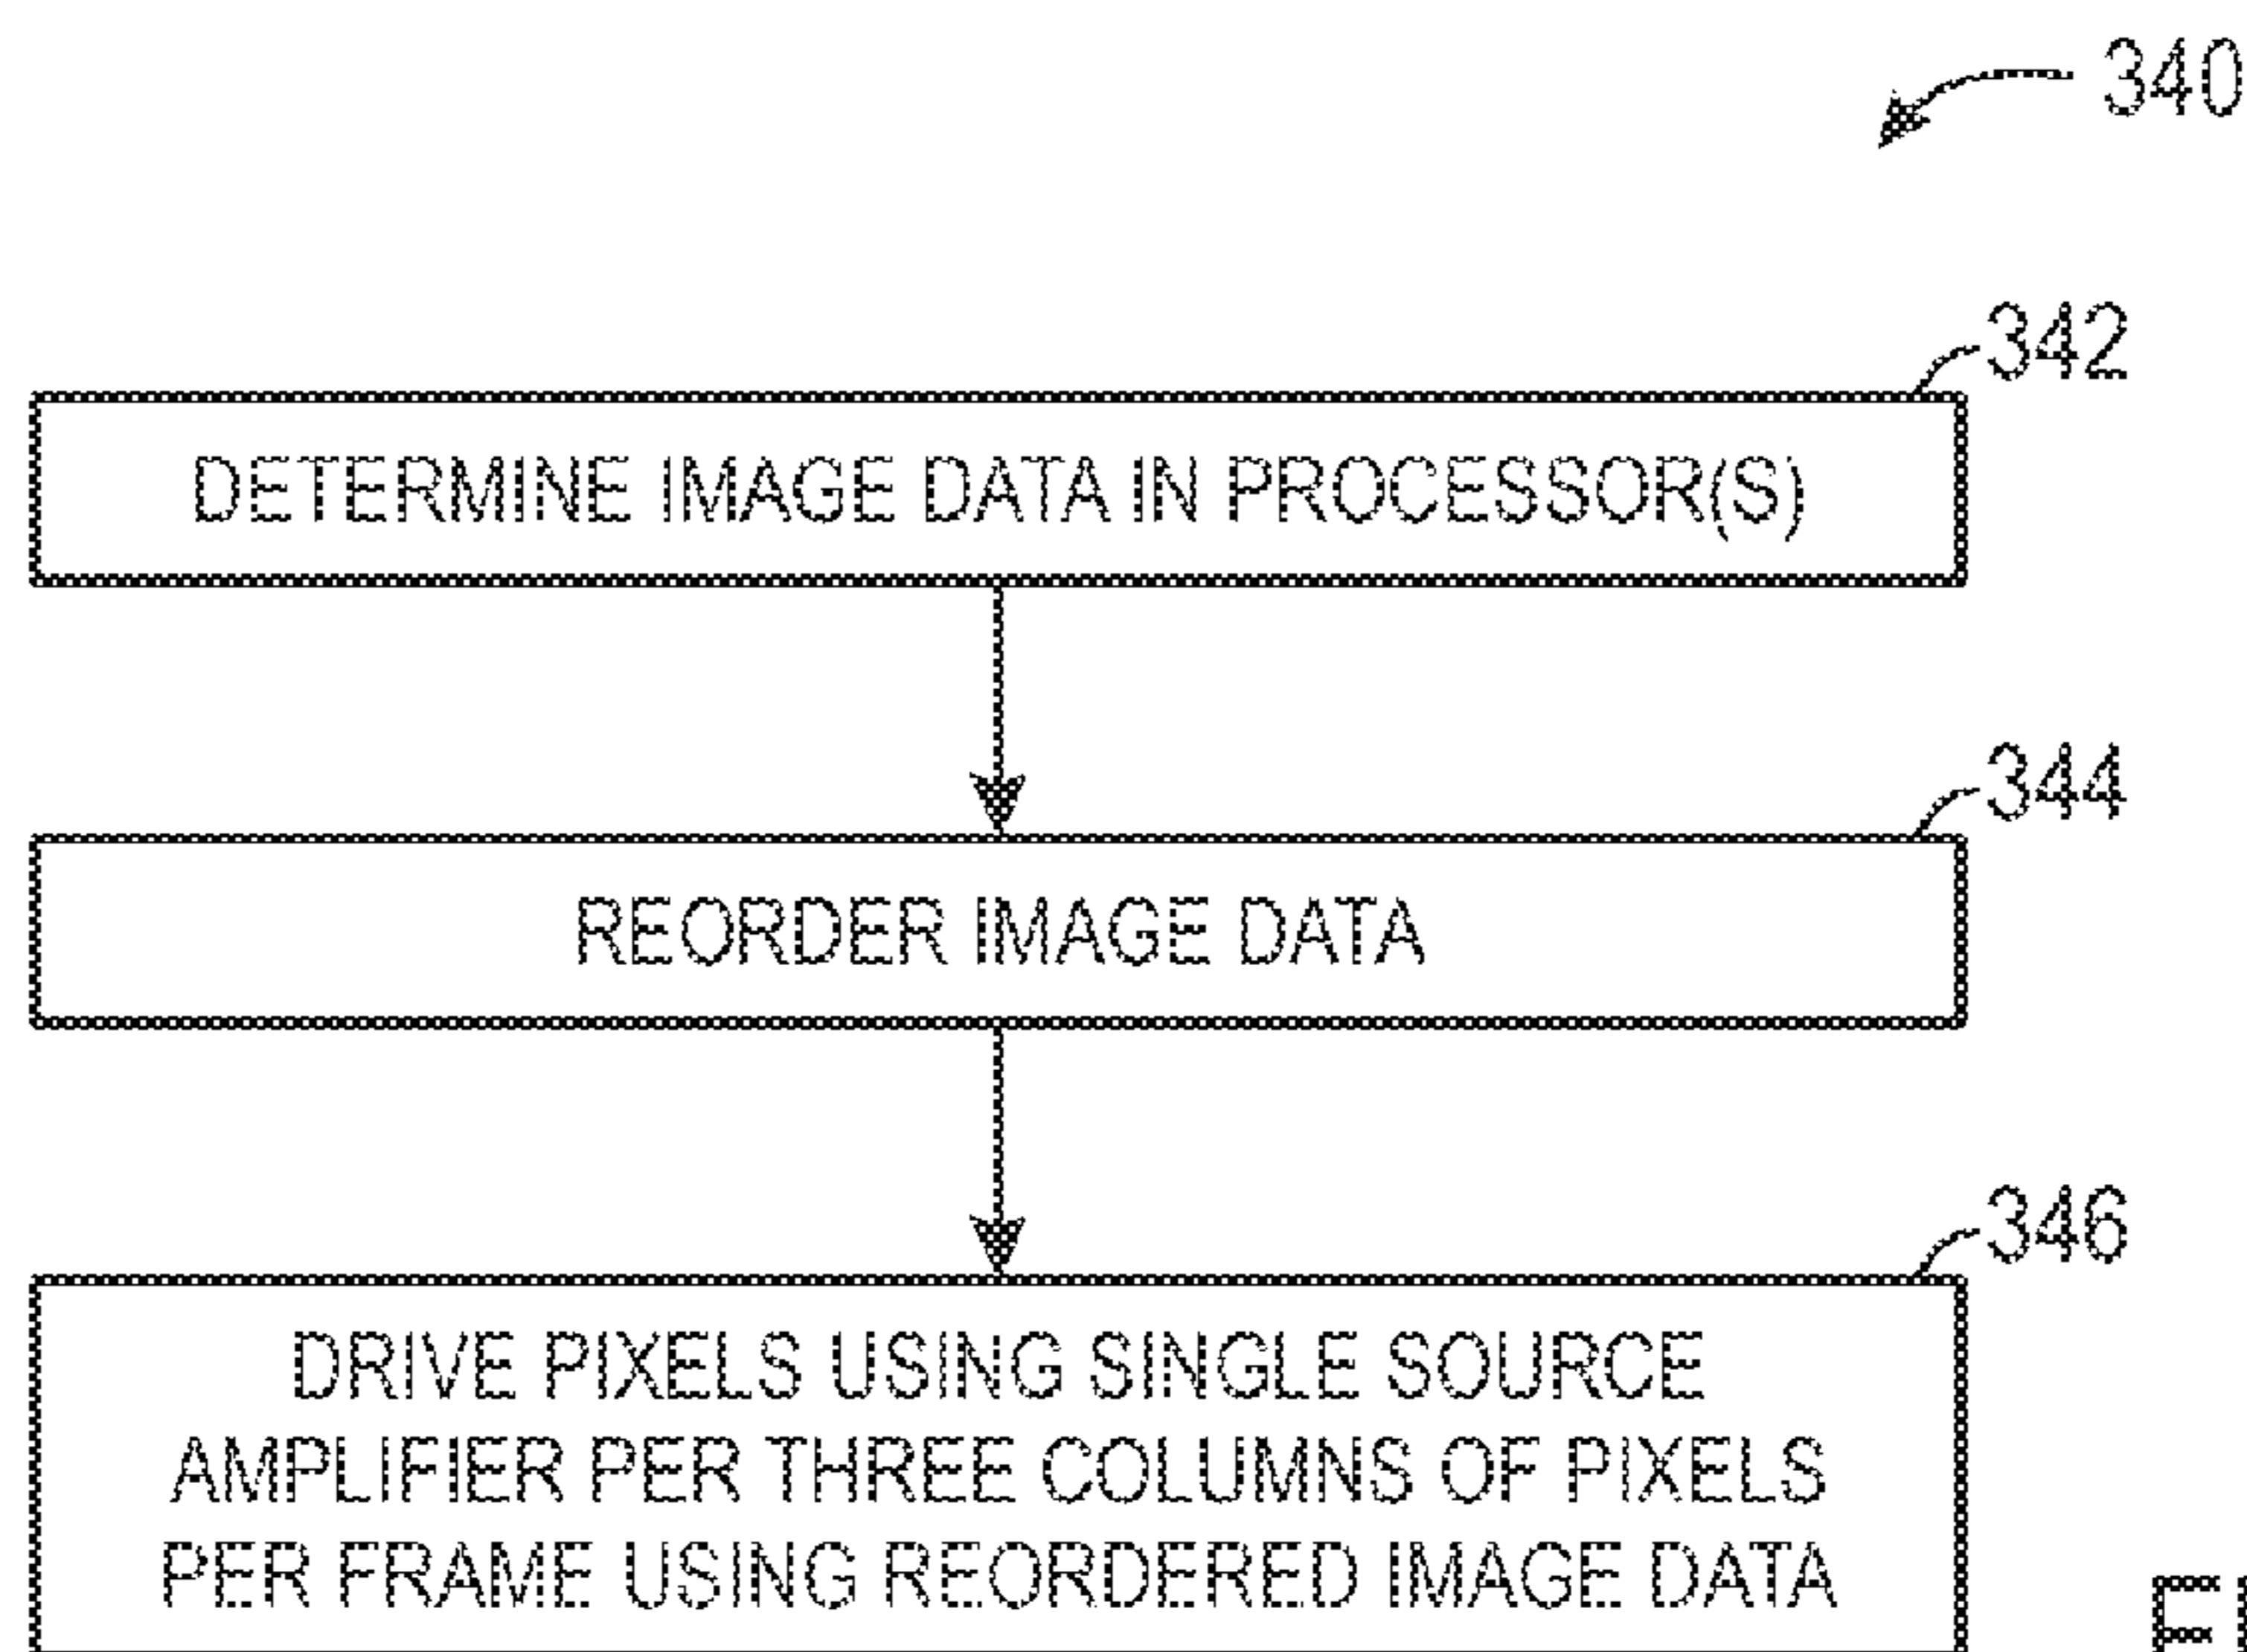 340
342
DETERMINE IMAGE DATA IN PROCESSOR(S)
344
REORDER IMAGE DATA
346
DRIVE PIXELS USING SINGLE SOURCE
AMPLIFIER PER THREE COLUMNS OF PIXELS
PER FRAME USING REORDERED IMAGE DATA